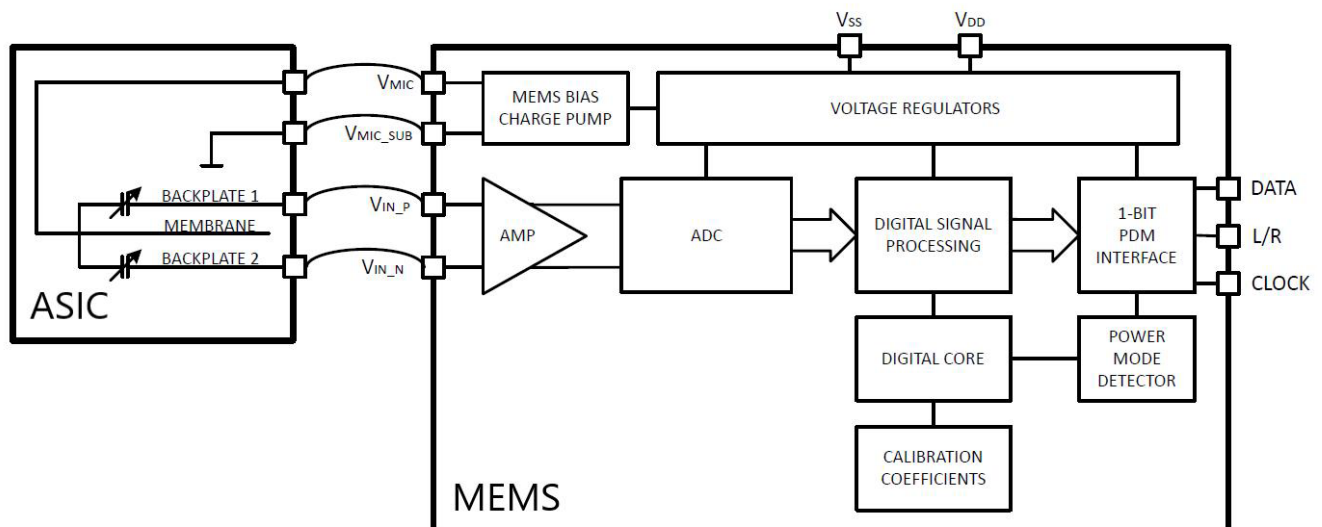 VSS
VDD
VMIC
MEMS BIAS
CHARGE PUMP
VOLTAGE REGULATORS
VMIC_SUB
BACKPLATE 1
MEMBRANE
BACKPLATE 2
VIN_P
VIN_N
AMP
ADC
DIGITAL SIGNAL
PROCESSING
1-BIT
PDM
INTERFACE
DATA
L/R
CLOCK
ASIC
DIGITAL CORE
POWER
MODE
DETECTOR
CALIBRATION
COEFFICIENTS
MEMS